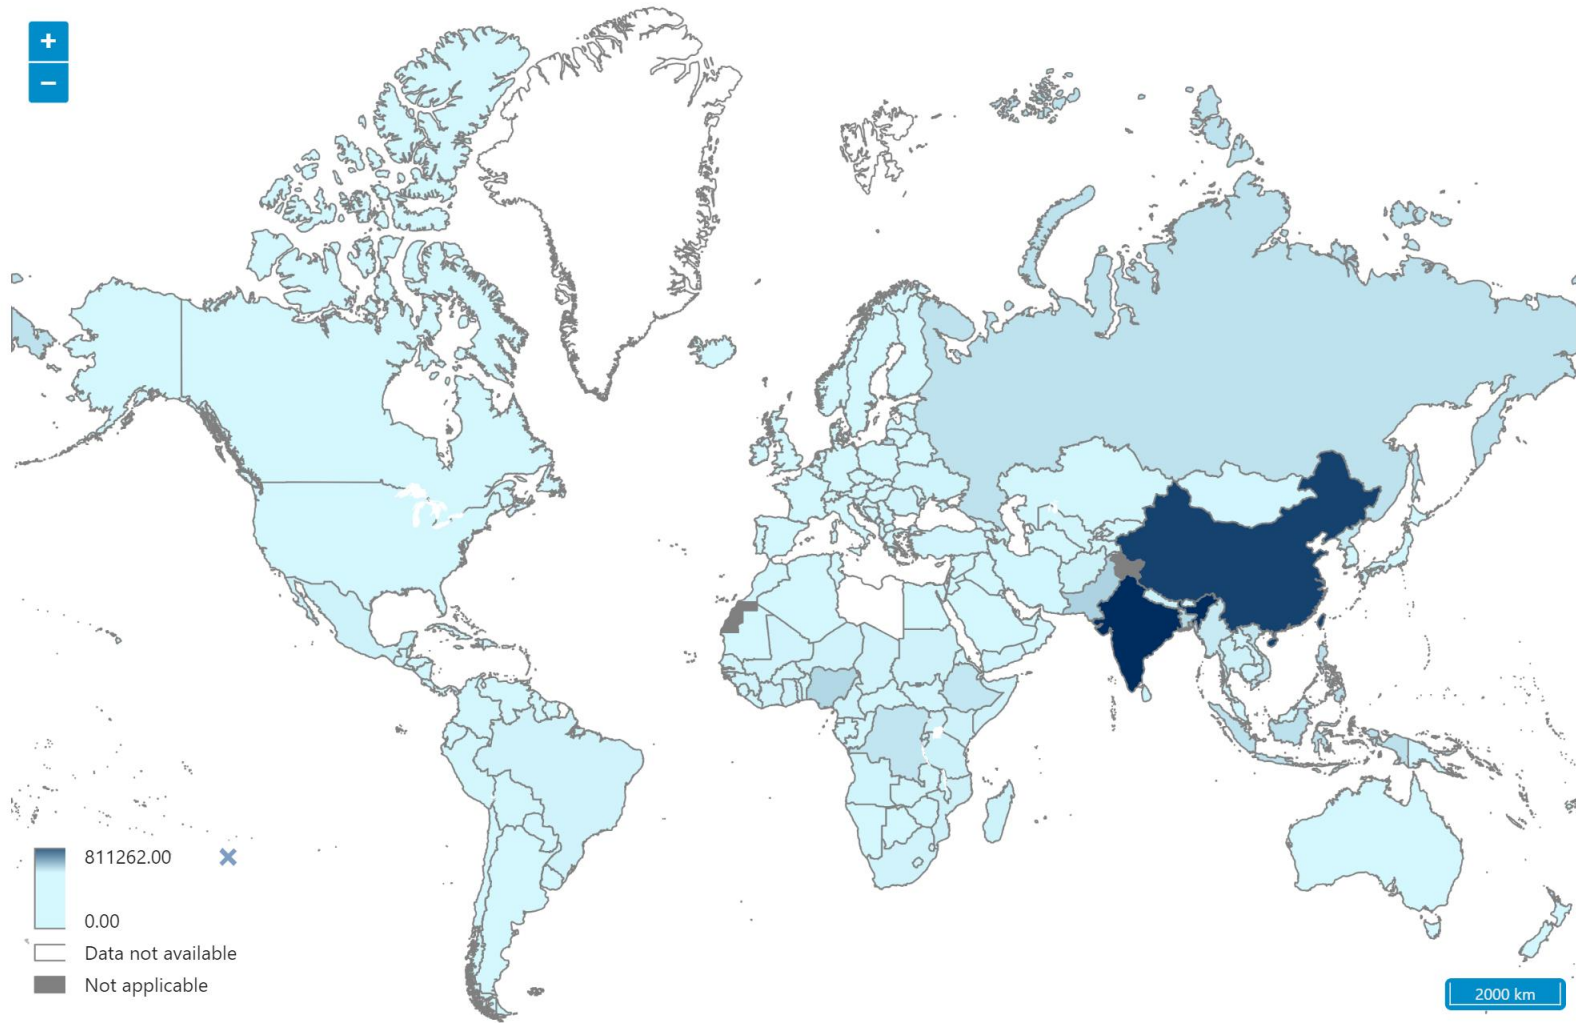 +
−
811262.00
0.00
Data not available
Not applicable
2000 km